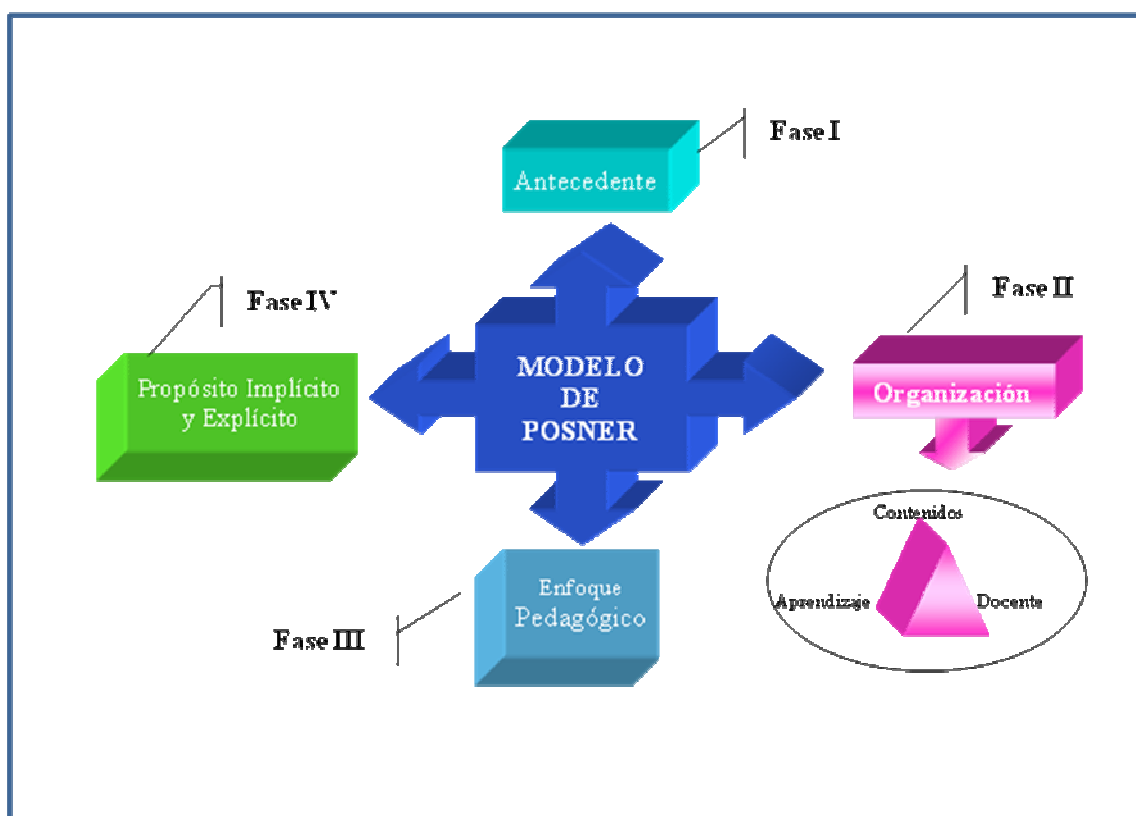 Fase I
Antecedente
Fase II
Fase IV
MODELO
DE
POSNER
Propósito Implícito
y Explícito
Organización
Contenidos
Aprendizaje
Docente
Enfoque
Pedagógico
Fase III